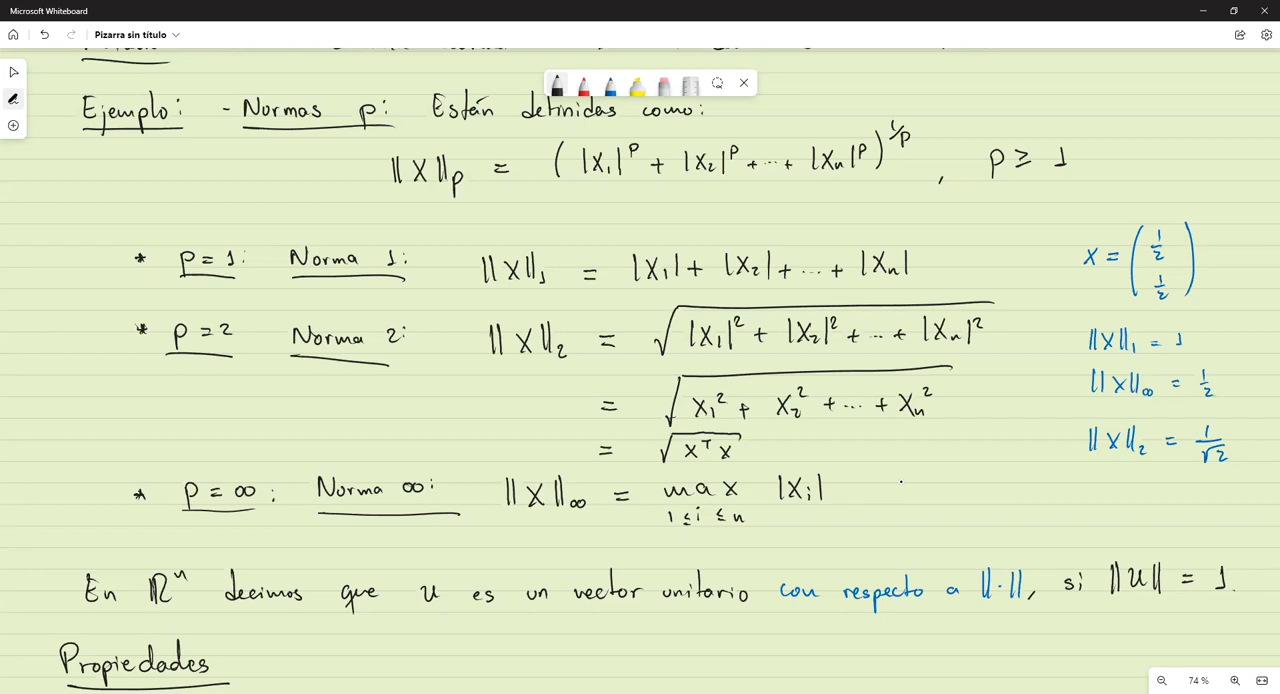 Microsoft Whiteboard
Pizarra sin título
Ejemplo: - Normas p: Están definidas como:
||X||p = (|X₁|ᵖ + |X₂|ᵖ + ... + |Xₙ|ᵖ)^1/p, p ≥ 1
* p = 1: Norma 1: ||X||₁ = |X₁| + |X₂| + ... + |Xₙ|
* p = 2 Norma 2: ||X||₂ = √(|X₁|² + |X₂|² + ... + |Xₙ|²)
= √(X₁² + X₂² + ... + Xₙ²)
= √(Xᵀ X)
* p = ∞: Norma ∞: ||X||∞ = max |Xᵢ|
1 ≤ i ≤ n
X = (1/2 1/2)
||X||₁ = 1
||X||∞ = 1/2
||X||₂ = 1/√2
En ℝⁿ decimos que u es un vector unitario con respecto a ||·||, si ||u|| = 1.
Propiedades
74 %